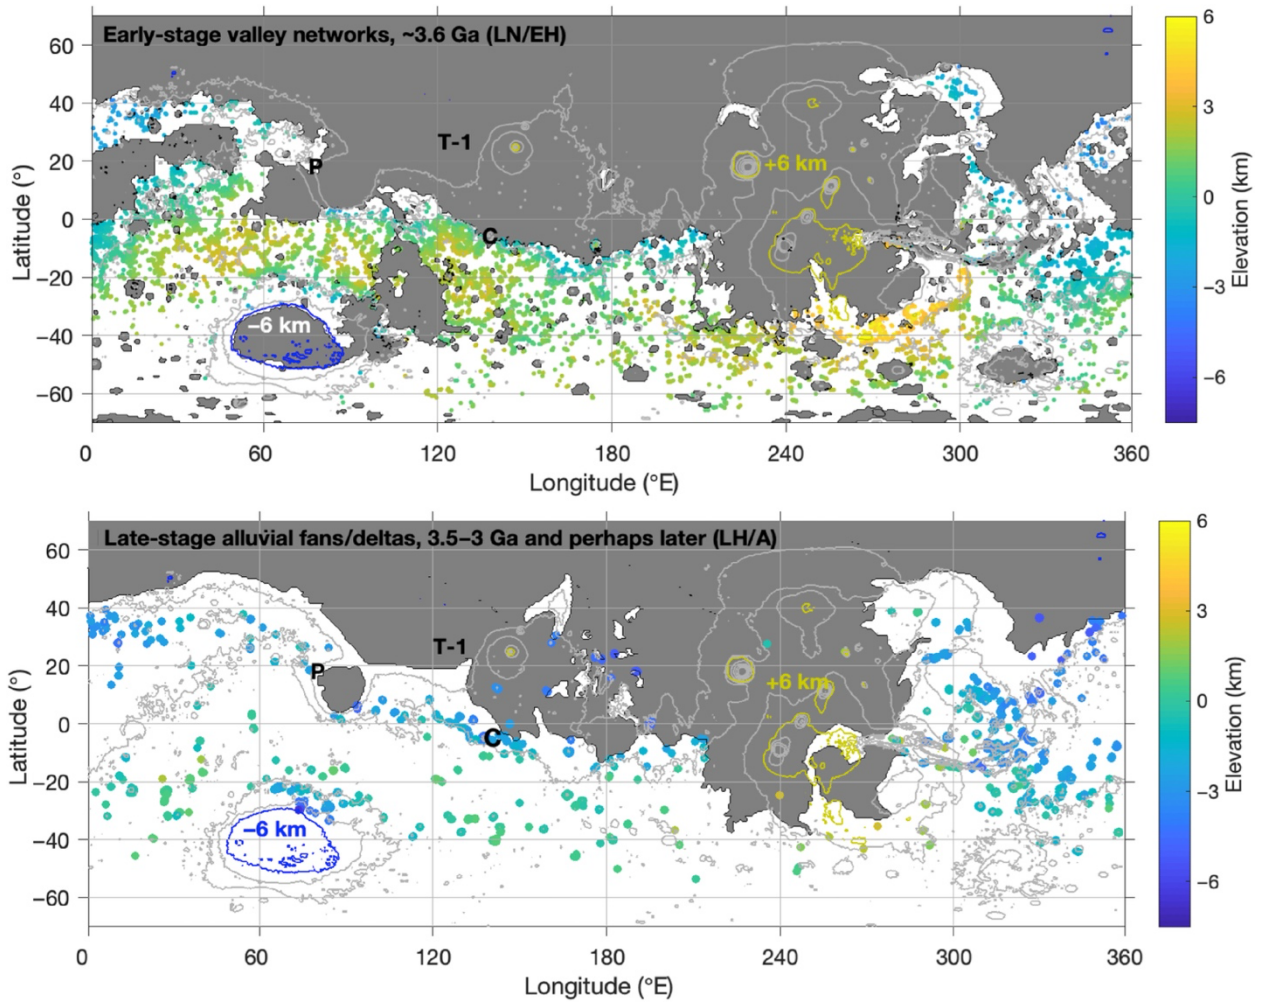 Early-stage valley networks, ~3.6 Ga (LN/EH)
60
40
20
0
−20
−40
−60
Latitude (°)
T-1
P
C
+6 km
−6 km
0
60
120
180
240
300
360
Longitude (°E)
6
3
0
−3
−6
Elevation (km)
Late-stage alluvial fans/deltas, 3.5−3 Ga and perhaps later (LH/A)
60
40
20
0
−20
−40
−60
Latitude (°)
T-1
P
C
+6 km
−6 km
0
60
120
180
240
300
360
Longitude (°E)
6
3
0
−3
−6
Elevation (km)